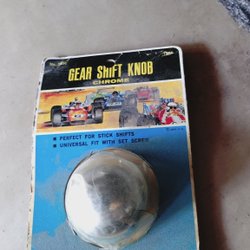 GEAR SHIFT KNOB
CHROME
■ PERFECT FOR STICK SHIFTS
■ UNIVERSAL FIT WITH SET SCREW